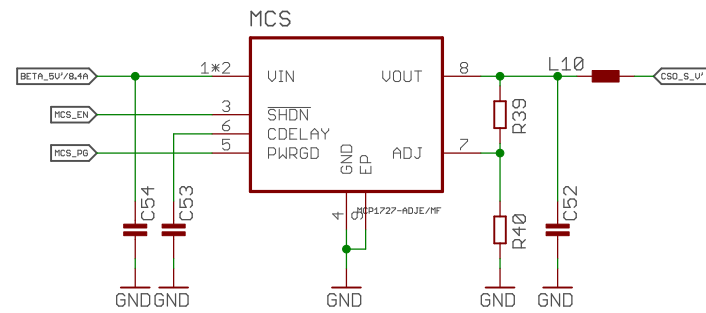 MCS
BETA_5V'/8.4A
1*2
VIN
VOUT
8
L10
CSO_S_V'
MCS_EN
3
SHDN
R39
6
CDELAY
MCS_PG
5
PWRGD
ADJ
7
GND
EP
C54
C53
4
9
MCP1727-ADJE/MF
R40
C52
GND
GND
GND
GND
GND